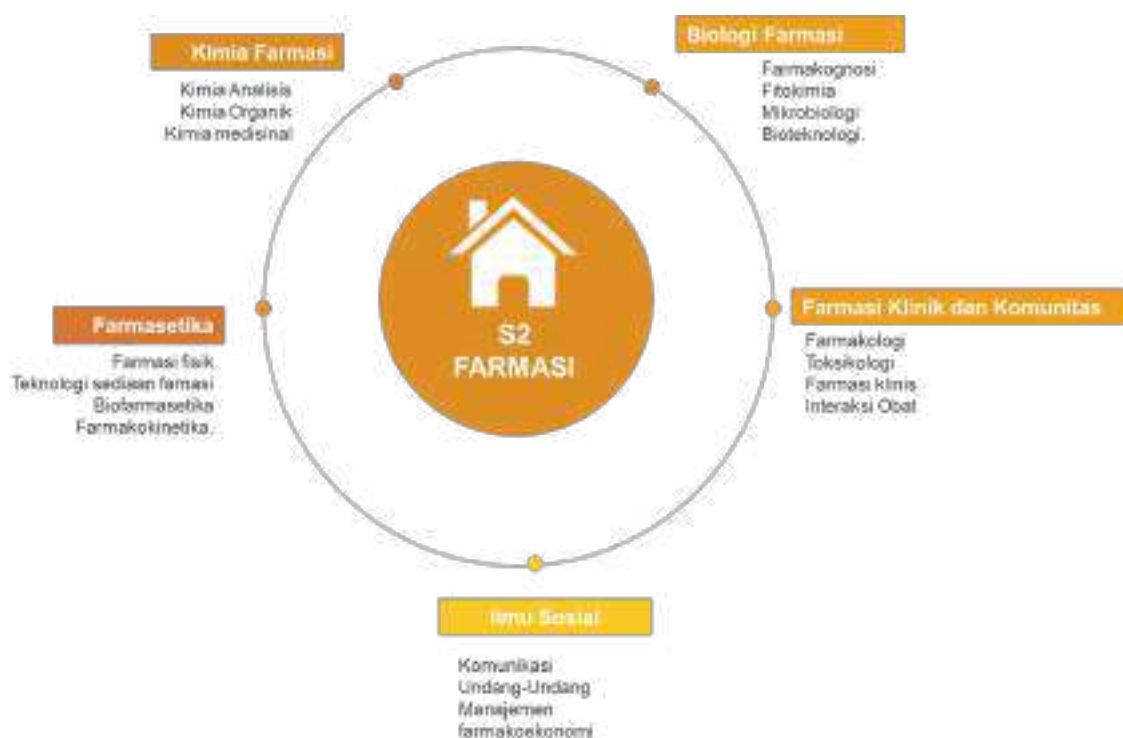 Kimia Farmasi
Kimia Analisis
Kimia Organik
Kimia medisinal
Biologi Farmasi
Farmakognosi
Fitokimia
Mikrobiologi
Bioteknologi.
S2
FARMASI
Farmasetika
Farmasi fisik
Teknologi sediaan farmasi
Biofarmasetika
Farmakokinetika.
Farmasi Klinik dan Komunitas
Farmakologi
Toksikologi
Farmasi klinis
Interaksi Obat
Ilmu Sosial
Komunikasi
Undang-Undang
Manajemen
farmakoekonomi